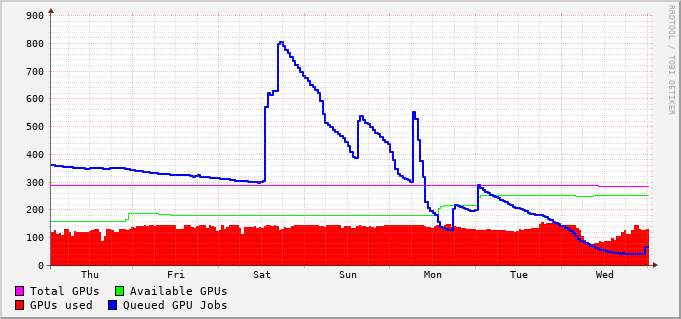 900
800
700
600
500
400
300
200
100
0
Thu Fri Sat Sun Mon Tue Wed
RRDTOOL / TOBI OETIKER
Total GPUs Available GPUs
GPUs used Queued GPU Jobs